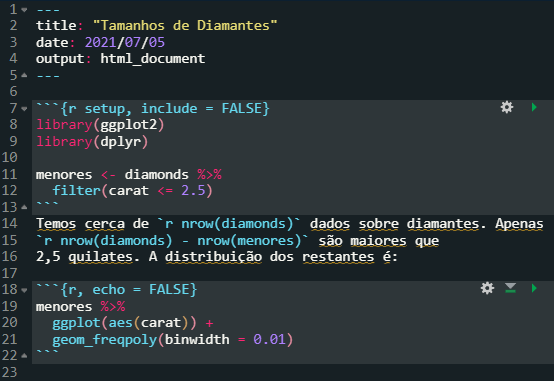 1 ---
2 title: "Tamanhos de Diamantes"
3 date: 2021/07/05
4 output: html_document
5 ---
6
7 ```{r setup, include = FALSE}
8 library(ggplot2)
9 library(dplyr)
10
11 menores <- diamonds %>%
12   filter(carat <= 2.5)
13 ```
14 Temos cerca de `r nrow(diamonds)` dados sobre diamantes. Apenas
15 `r nrow(diamonds) - nrow(menores)` são maiores que
16 2,5 quilates. A distribuição dos restantes é:
17
18 ```{r, echo = FALSE}
19 menores %>%
20   ggplot(aes(carat)) +
21   geom_freqpoly(binwidth = 0.01)
22 ```
23